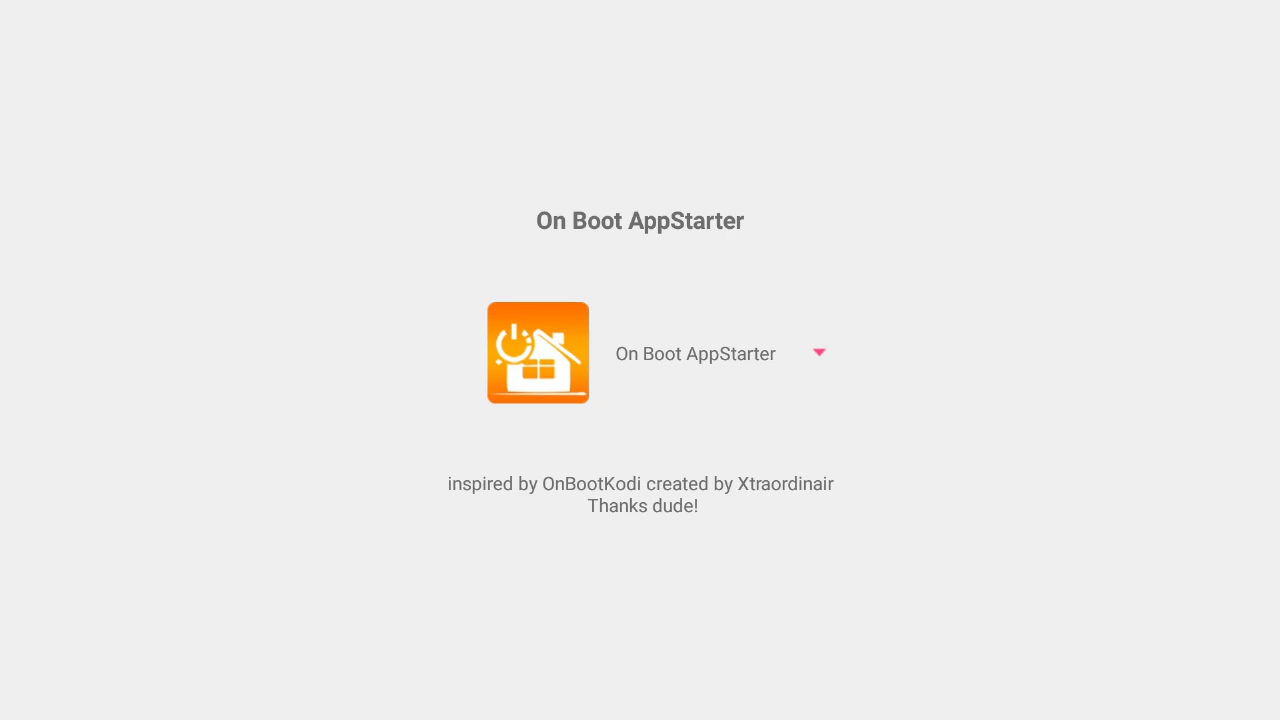 On Boot AppStarter
On Boot AppStarter
inspired by OnBootKodi created by Xtraordinair
Thanks dude!